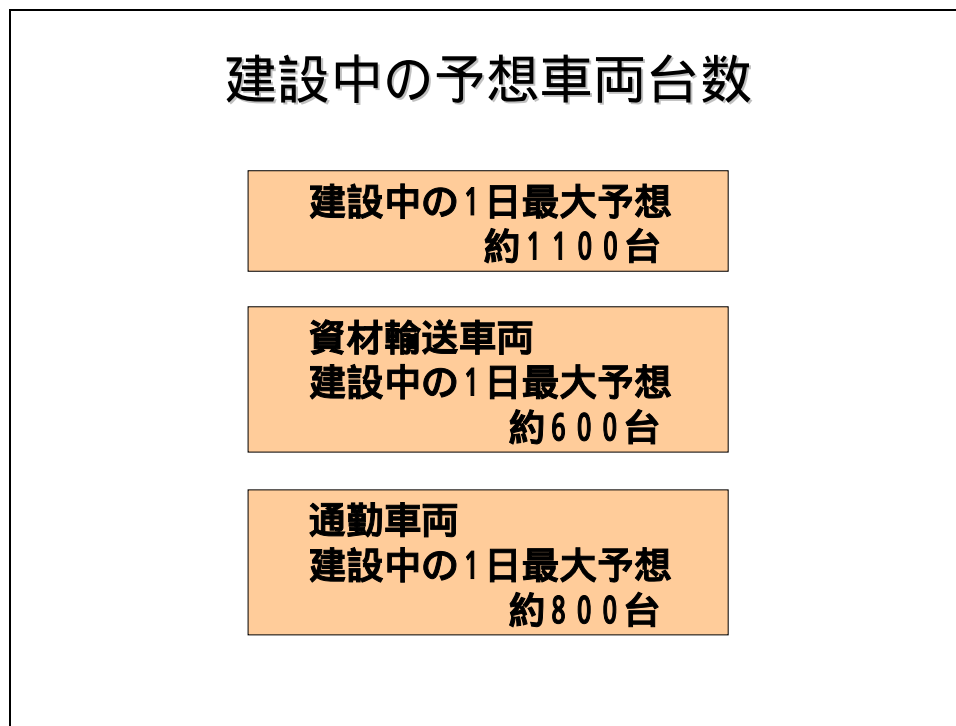 建設中の予想車両台数
建設中の1日最大予想
約1100台
資材輸送車両
建設中の1日最大予想
約600台
通勤車両
建設中の1日最大予想
約800台